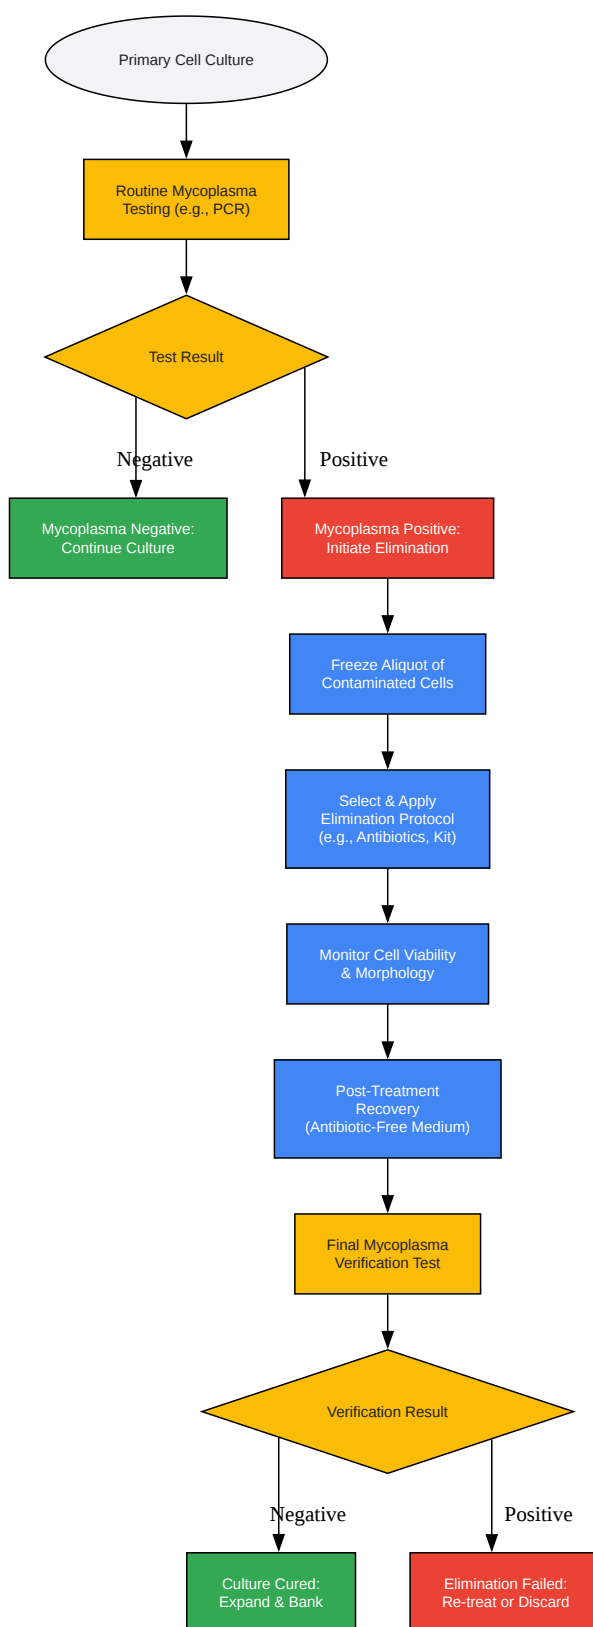 Primary Cell Culture
Routine Mycoplasma
Testing (e.g., PCR)
Test Result
Negative
Positive
Mycoplasma Negative:
Continue Culture
Mycoplasma Positive:
Initiate Elimination
Freeze Aliquot of
Contaminated Cells
Select & Apply
Elimination Protocol
(e.g., Antibiotics, Kit)
Monitor Cell Viability
& Morphology
Post-Treatment
Recovery
(Antibiotic-Free Medium)
Final Mycoplasma
Verification Test
Verification Result
Negative
Positive
Culture Cured:
Expand & Bank
Elimination Failed:
Re-treat or Discard